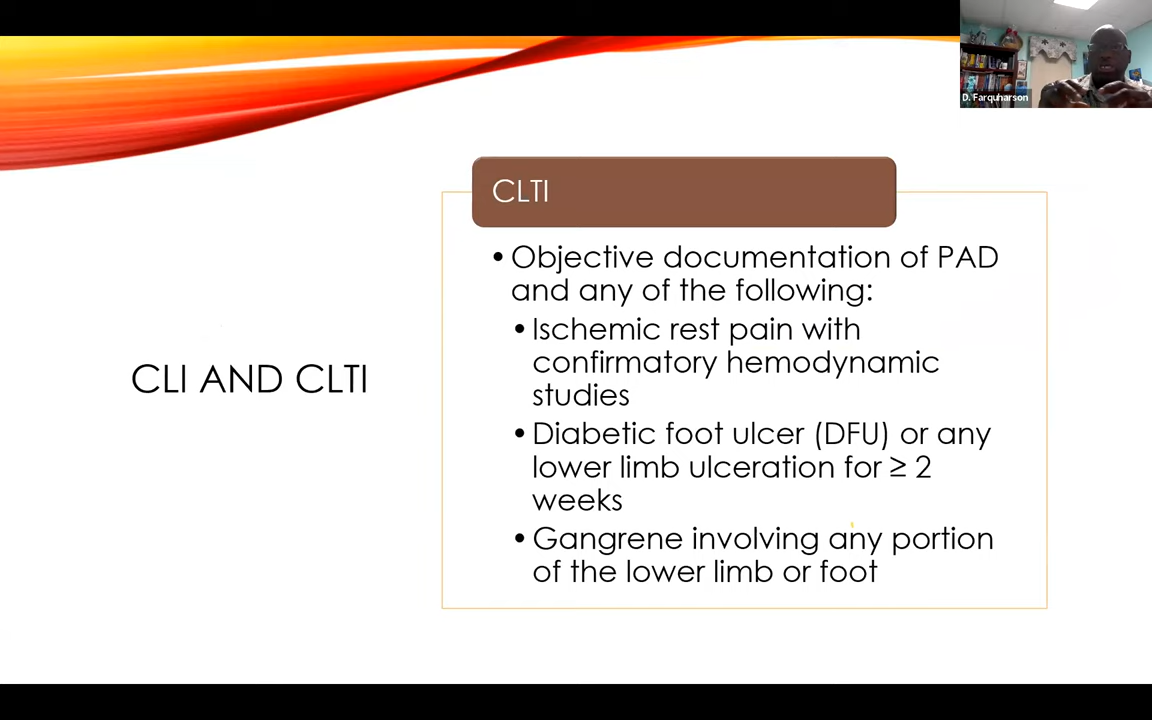 D. Farquharson
CLTI
• Objective documentation of PAD
and any of the following:
• Ischemic rest pain with
confirmatory hemodynamic
studies
• Diabetic foot ulcer (DFU) or any
lower limb ulceration for ≥ 2
weeks
• Gangrene involving any portion
of the lower limb or foot
CLI AND CLTI